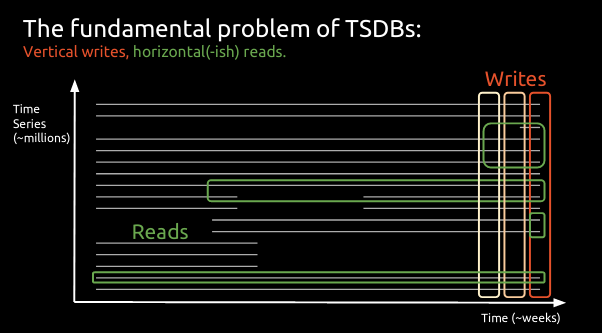 The fundamental problem of TSDBs:
Vertical writes, horizontal(-ish) reads.
Writes
Time
Series
(~millions)
Reads
Time (~weeks)